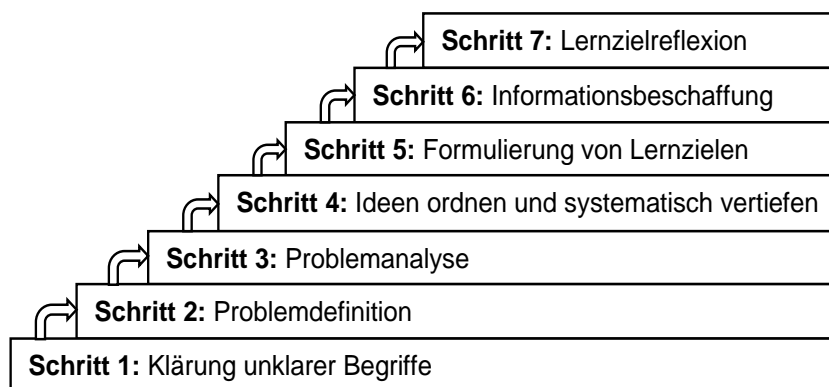 Schritt 7: Lernzielreflexion
Schritt 6: Informationsbeschaffung
Schritt 5: Formulierung von Lernzielen
Schritt 4: Ideen ordnen und systematisch vertiefen
Schritt 3: Problemanalyse
Schritt 2: Problemdefinition
Schritt 1: Klärung unklarer Begriffe